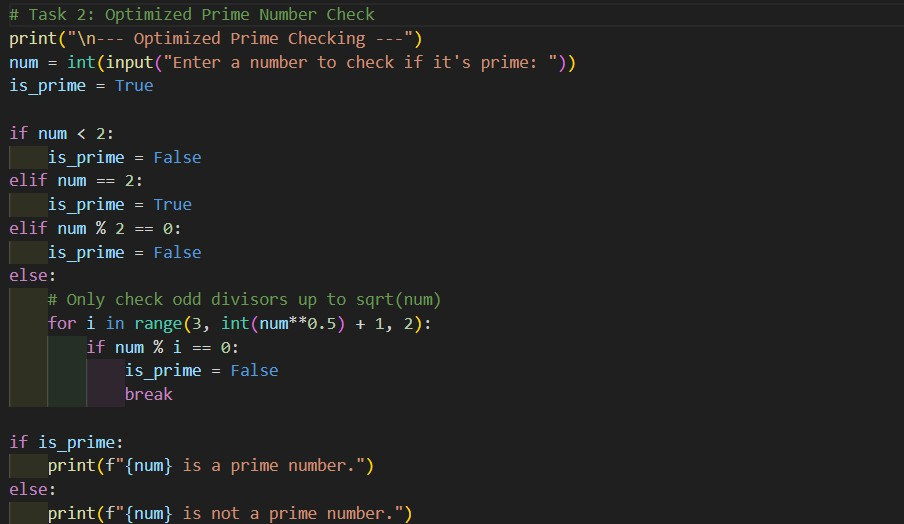 # Task 2: Optimized Prime Number Check
print("\n--- Optimized Prime Checking ---")
num = int(input("Enter a number to check if it's prime: "))
is_prime = True

if num < 2:
    is_prime = False
elif num == 2:
    is_prime = True
elif num % 2 == 0:
    is_prime = False
else:
    # Only check odd divisors up to sqrt(num)
    for i in range(3, int(num**0.5) + 1, 2):
        if num % i == 0:
            is_prime = False
            break

if is_prime:
    print(f"{num} is a prime number.")
else:
    print(f"{num} is not a prime number.")